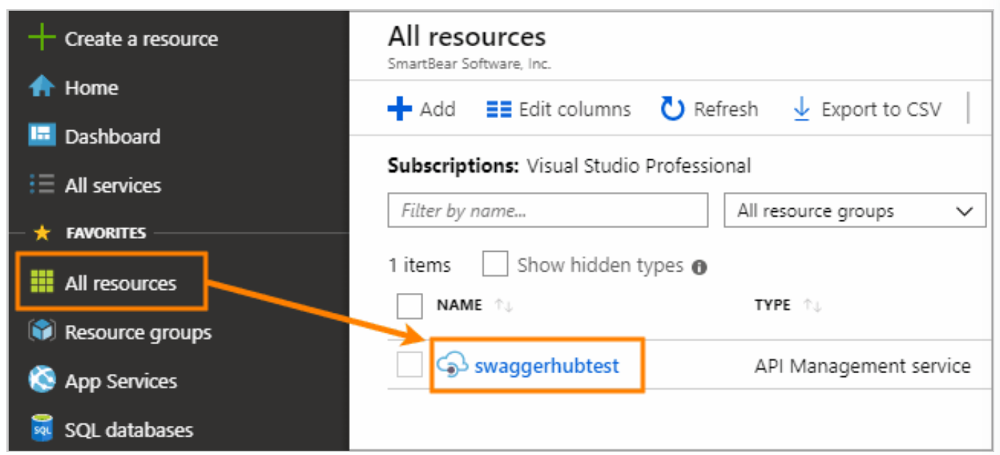 Create a resource
Home
Dashboard
All services
FAVORITES
All resources
Resource groups
App Services
SQL
SQL databases
All resources
SmartBear Software, Inc.
Add Edit columns Refresh Export to CSV
Subscriptions: Visual Studio Professional
Filter by name... All resource groups
1 items Show hidden types
NAME TYPE
swaggerhubtest API Management service